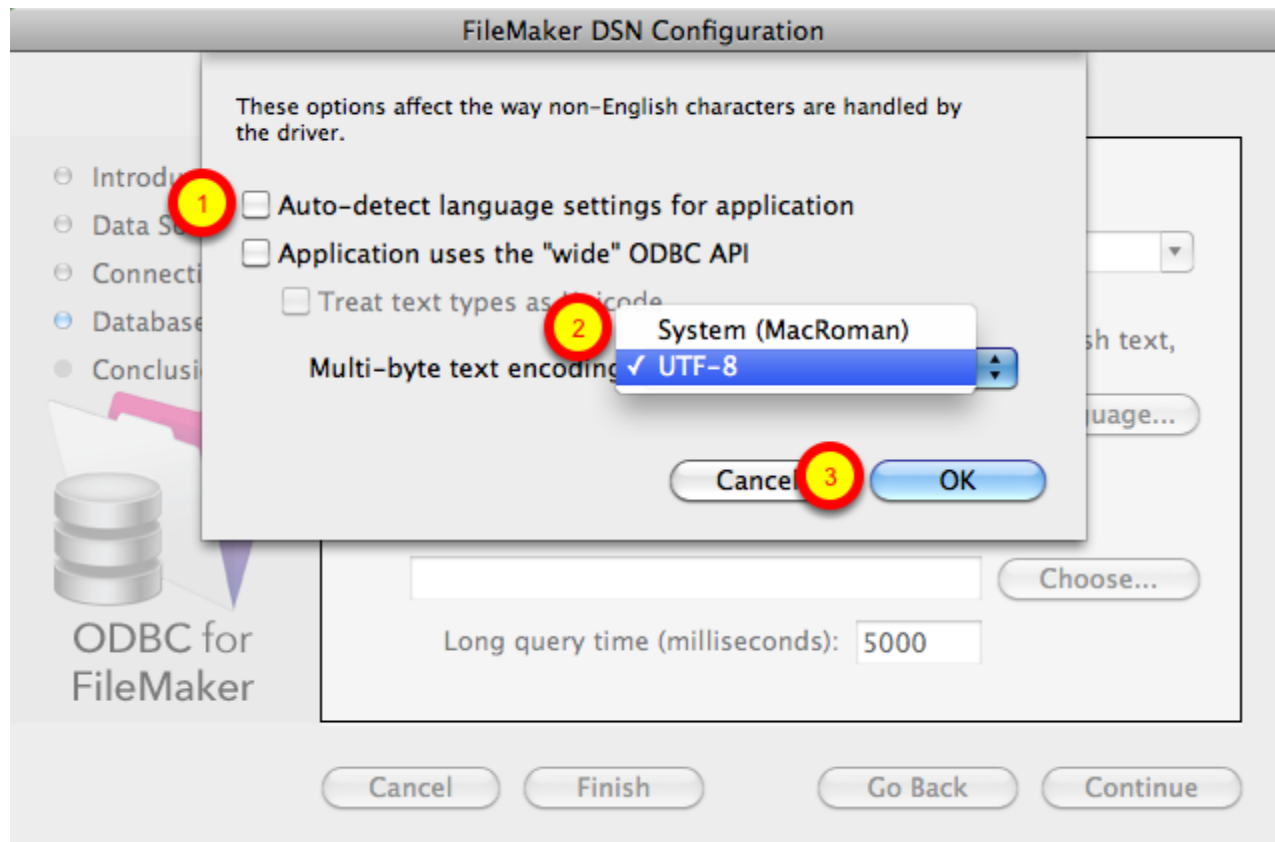 FileMaker DSN Configuration
These options affect the way non-English characters are handled by
the driver.
1
Auto-detect language settings for application
Application uses the "wide" ODBC API
Treat text types as
2
System (MacRoman)
Multi-byte text encoding
✓ UTF-8
Cancel
3
OK
Data
Database
sh text,
Choose...
Long query time (milliseconds):
5000
ODBC for
FileMaker
Cancel
Finish
Go Back
Continue